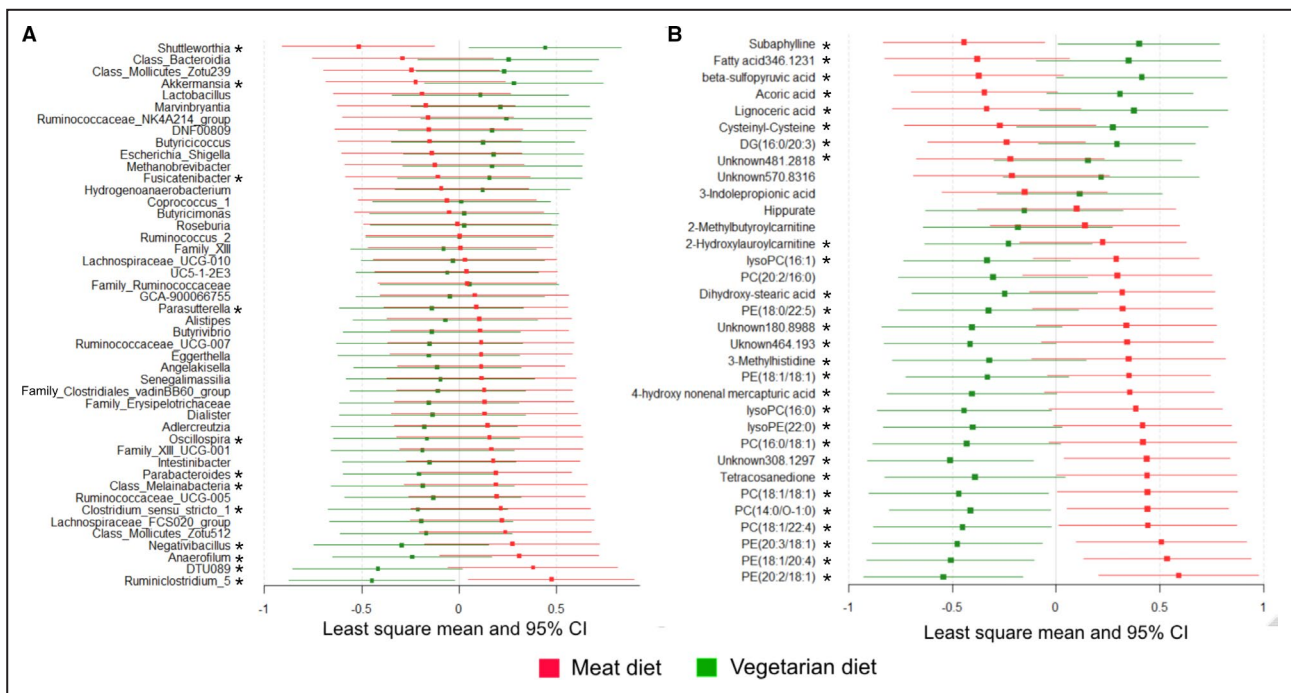 A
Shuttleworthia *
Class_Bacteroidia
Class_Mollicutes_Zotu239
Akkermansia *
Lactobacillus
Marvinbryantia
Ruminococcaceae_NK4A214_group
DNF00809
Butyricicoccus
Escherichia_Shigella
Methanobrevibacter
Fusicatenibacter *
Hydrogenoanaerobacterium
Coprococcus_1
Butyricimonas
Roseburia
Ruminococcus_2
Family_XIII
Lachnospiraceae_UCG-010
UC5-1-2E3
Family_Ruminococcaceae
GCA-900066755
Parasutterella *
Alistipes
Butyrivibrio
Ruminococcaceae_UCG-007
Eggerthella
Angelakisella
Senegalimassilia
Family_Clostridiales_vadinBB60_group
Family_Erysipelotrichaceae
Dialister
Adlercreutzia
Oscillospira *
Family_XIII_UCG-001
Intestinibacter
Parabacteroides *
Class_Melainabacteria *
Ruminococcaceae_UCG-005
Clostridium_sensu_stricto_1 *
Lachnospiraceae_FCS020_group
Class_Mollicutes_Zotu512
Negativibacillus *
Anaerofilum *
DTU089 *
Ruminiclostridium_5 *
-1 -0.5 0 0.5
Least square mean and 95% CI
B
Subaphylline *
Fatty acid346.1231 *
beta-sulfopyruvic acid *
Acoric acid *
Lignoceric acid *
Cysteinyl-Cysteine *
DG(16:0/20:3) *
Unknown481.2818 *
Unknown570.8316
3-Indolepropionic acid
Hippurate
2-Methylbutyroylcarnitine
2-Hydroxylauroylcarnitine *
lysoPC(16:1) *
PC(20:2/16:0)
Dihydroxy-stearic acid *
PE(18:0/22:5) *
Unknown180.8988 *
Uknown464.193 *
3-Methylhistidine *
PE(18:1/18:1) *
4-hydroxy nonenal mercapturic acid *
lysoPC(16:0) *
lysoPE(22:0) *
PC(16:0/18:1) *
Unknown308.1297 *
Tetracosanedione *
PC(18:1/18:1) *
PC(14:0/O-1:0) *
PC(18:1/22:4) *
PE(20:3/18:1) *
PE(18:1/20:4) *
PE(20:2/18:1) *
-1 -0.5 0 0.5 1
Least square mean and 95% CI
Meat diet Vegetarian diet